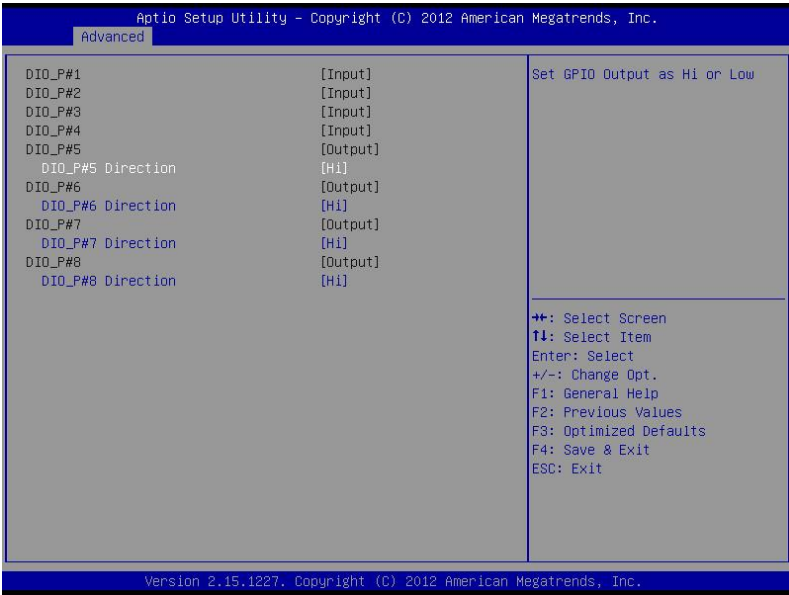 Aptio Setup Utility – Copyright (C) 2012 American Megatrends, Inc.
Advanced
DIO_P#1 [Input]
DIO_P#2 [Input]
DIO_P#3 [Input]
DIO_P#4 [Input]
DIO_P#5 [Output]
DIO_P#5 Direction [Hi]
DIO_P#6 [Output]
DIO_P#6 Direction [Hi]
DIO_P#7 [Output]
DIO_P#7 Direction [Hi]
DIO_P#8 [Output]
DIO_P#8 Direction [Hi]
Set GPIO Output as Hi or Low
→←: Select Screen
↑↓: Select Item
Enter: Select
+/-: Change Opt.
F1: General Help
F2: Previous Values
F3: Optimized Defaults
F4: Save & Exit
ESC: Exit
Version 2.15.1227. Copyright (C) 2012 American Megatrends, Inc.